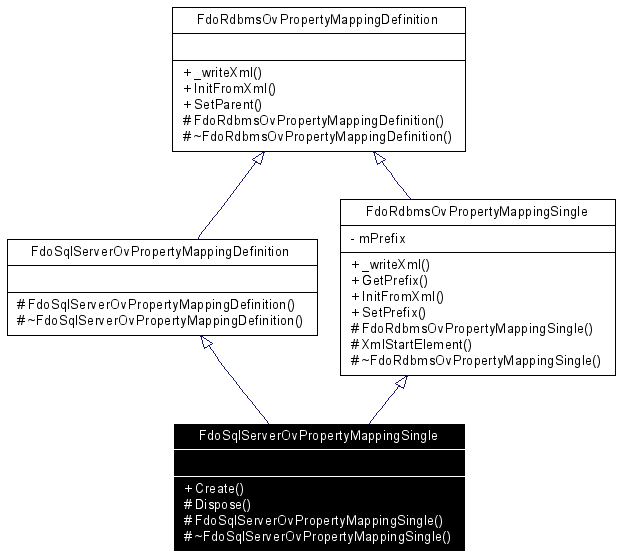 FdoRdbmsOvPropertyMappingDefinition
+ _writeXml()
+ InitFromXml()
+ SetParent()
# FdoRdbmsOvPropertyMappingDefinition()
# ~FdoRdbmsOvPropertyMappingDefinition()
FdoSqlServerOvPropertyMappingDefinition
# FdoSqlServerOvPropertyMappingDefinition()
# ~FdoSqlServerOvPropertyMappingDefinition()
FdoRdbmsOvPropertyMappingSingle
- mPrefix
+ _writeXml()
+ GetPrefix()
+ InitFromXml()
+ SetPrefix()
# FdoRdbmsOvPropertyMappingSingle()
# XmlStartElement()
# ~FdoRdbmsOvPropertyMappingSingle()
FdoSqlServerOvPropertyMappingSingle
+ Create()
# Dispose()
# FdoSqlServerOvPropertyMappingSingle()
# ~FdoSqlServerOvPropertyMappingSingle()